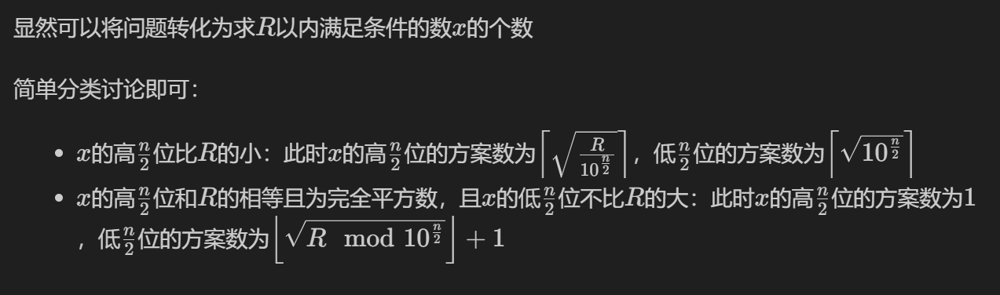 显然可以将问题转化为求$R$以内满足条件的数$x$的个数
简单分类讨论即可：
• $x$的高$\frac{n}{2}$位比$R$的小：此时$x$的高$\frac{n}{2}$位的方案数为$\left\lceil\sqrt{\frac{R}{10^{\frac{n}{2}}}}\right\rceil$，低$\frac{n}{2}$位的方案数为$\left\lceil\sqrt{10^{\frac{n}{2}}}\right\rceil$
• $x$的高$\frac{n}{2}$位和$R$的相等且为完全平方数，且$x$的低$\frac{n}{2}$位不比$R$的大：此时$x$的高$\frac{n}{2}$位的方案数为$1$
，低$\frac{n}{2}$位的方案数为$\left\lfloor\sqrt{R \mod 10^{\frac{n}{2}}}\right\rfloor + 1$